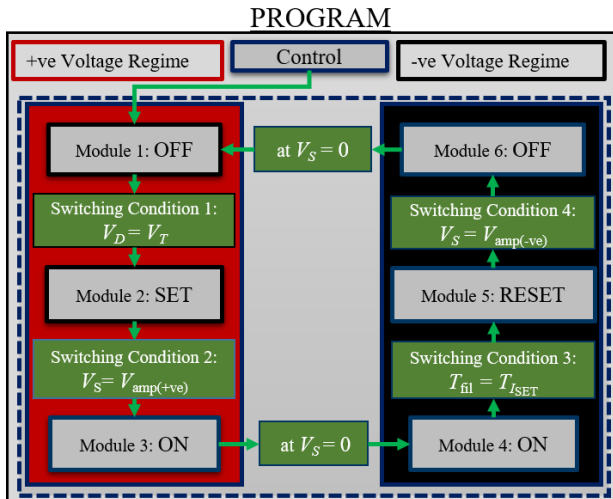 PROGRAM
+ve Voltage Regime
Control
-ve Voltage Regime
Module 1: OFF
at V_S = 0
Module 6: OFF
Switching Condition 1:
V_D = V_T
Switching Condition 4:
V_S = V_amp(-ve)
Module 2: SET
Module 5: RESET
Switching Condition 2:
V_S= V_amp(+ve)
Switching Condition 3:
T_fil = T_I_SET
Module 3: ON
at V_S = 0
Module 4: ON